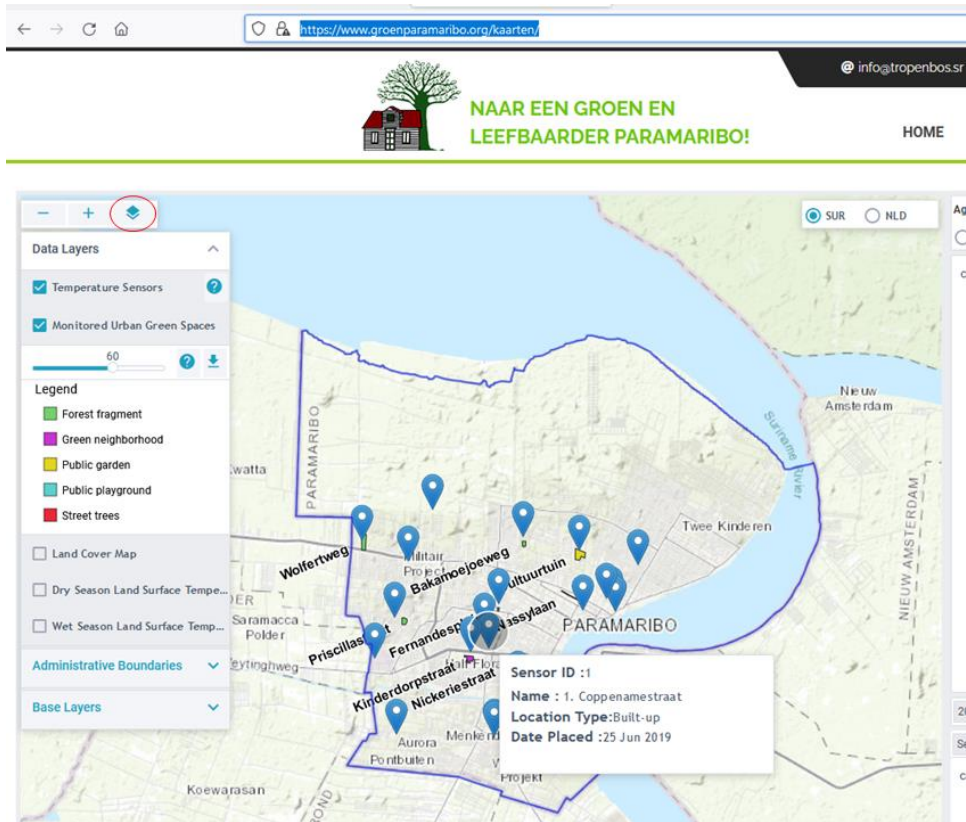 https://www.groenparamaribo.org/kaarten/
@ info@tropenbos.sr
NAAR EEN GROEN EN
LEEFBAARDER PARAMARIBO!
HOME
SUR
NLD
Data Layers
Temperature Sensors
Monitored Urban Green Spaces
60
Legend
Forest fragment
Green neighborhood
Public garden
Public playground
Street trees
Land Cover Map
Dry Season Land Surface Tempe...
Wet Season Land Surface Temp...
Administrative Boundaries
Base Layers
PARAMARIBO
Nieuw
Amsterdam
Suriname
Rivier
NIEUW AMSTERDAM
Twee Kinderen
Wolfertweg
Militair
Bakamoejoeweg
Saramacca
Polder
PARAMARIBO
Kinderdorpstraat
Nickeriestraat
Sensor ID :1
Name : 1. Coppenamestraat
Location Type:Built-up
Date Placed :25 Jun 2019
Aurora
Pontbuiten
Projekt
Koewarasan